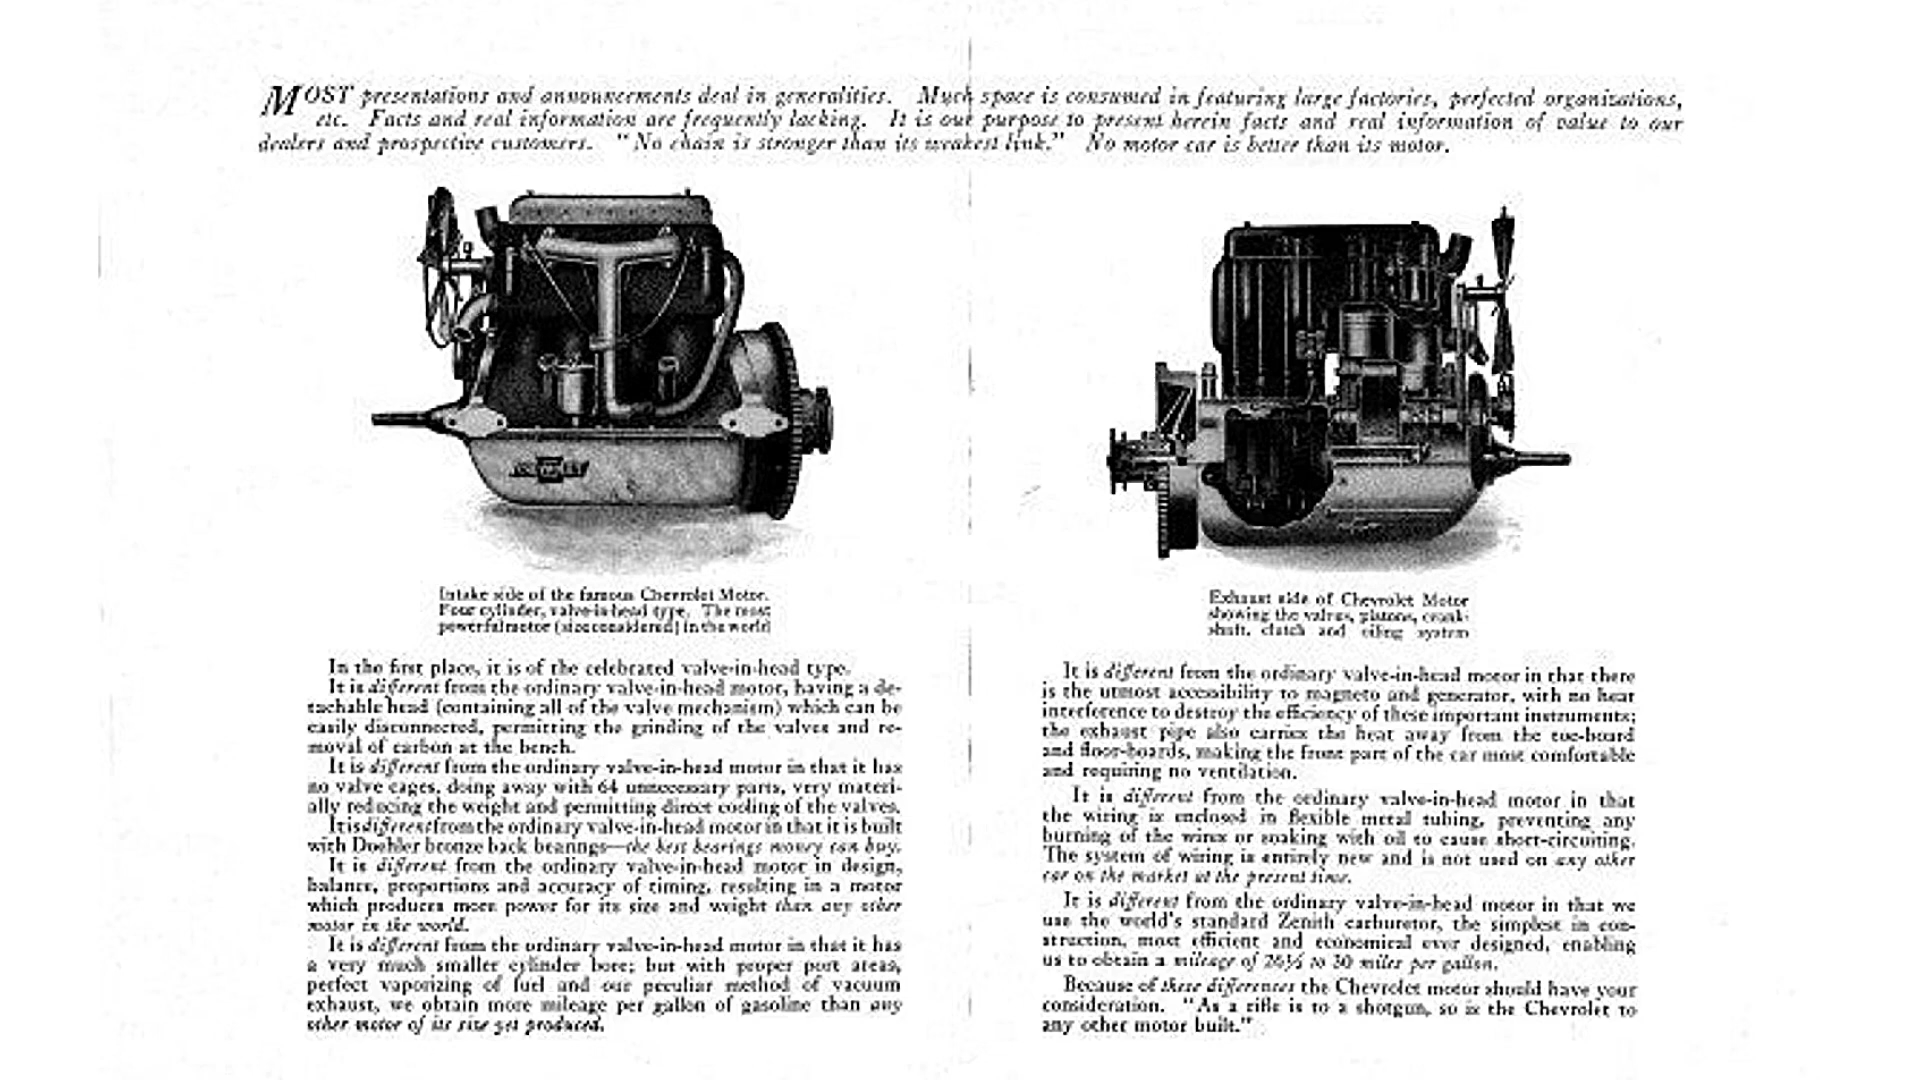 MOST presentations and announcements deal in generalities. Much space is consumed in featuring large factories, perfected organizations,
etc. Facts and real information are frequently lacking. It is our purpose to present herein facts and real information of value to our
dealers and prospective customers. "No chain is stronger than its weakest link." No motor car is better than its motor.
CHEVROLET
Intake side of the famous Chevrolet Motor.
Four cylinder, valve-in-head type. The most
powerful motor (size considered) in the world
In the first place, it is of the celebrated valve-in-head type.
It is different from the ordinary valve-in-head motor, having a de-
tachable head (containing all of the valve mechanism) which can be
easily disconnected, permitting the grinding of the valves and re-
moval of carbon at the bench.
It is different from the ordinary valve-in-head motor in that it has
no valve cages, doing away with 64 unnecessary parts, very materi-
ally reducing the weight and permitting direct cooling of the valves.
It is different from the ordinary valve-in-head motor in that it is built
with Doehler bronze back bearings—the best bearings money can buy.
It is different from the ordinary valve-in-head motor in design,
balance, proportions and accuracy of timing, resulting in a motor
which produces more power for its size and weight than any other
motor in the world.
It is different from the ordinary valve-in-head motor in that it has
a very much smaller cylinder bore; but with proper port areas,
perfect vaporizing of fuel and our peculiar method of vacuum
exhaust, we obtain more mileage per gallon of gasoline than any
other motor of its size yet produced.
Exhaust side of Chevrolet Motor
showing the valves, pistons, crank-
shaft, clutch and oiling system
It is different from the ordinary valve-in-head motor in that there
is the utmost accessibility to magneto and generator, with no heat
interference to destroy the efficiency of these important instruments;
the exhaust pipe also carries the heat away from the toe-board
and floor-boards, making the front part of the car most comfortable
and requiring no ventilation.
It is different from the ordinary valve-in-head motor in that
the wiring is enclosed in flexible metal tubing, preventing any
burning of the wires or soaking with oil to cause short-circuiting.
The system of wiring is entirely new and is not used on any other
car on the market at the present time.
It is different from the ordinary valve-in-head motor in that we
use the world's standard Zenith carburetor, the simplest in con-
struction, most efficient and economical ever designed, enabling
us to obtain a mileage of 26½ to 30 miles per gallon.
Because of these differences the Chevrolet motor should have your
consideration. "As a rifle is to a shotgun, so is the Chevrolet to
any other motor built."